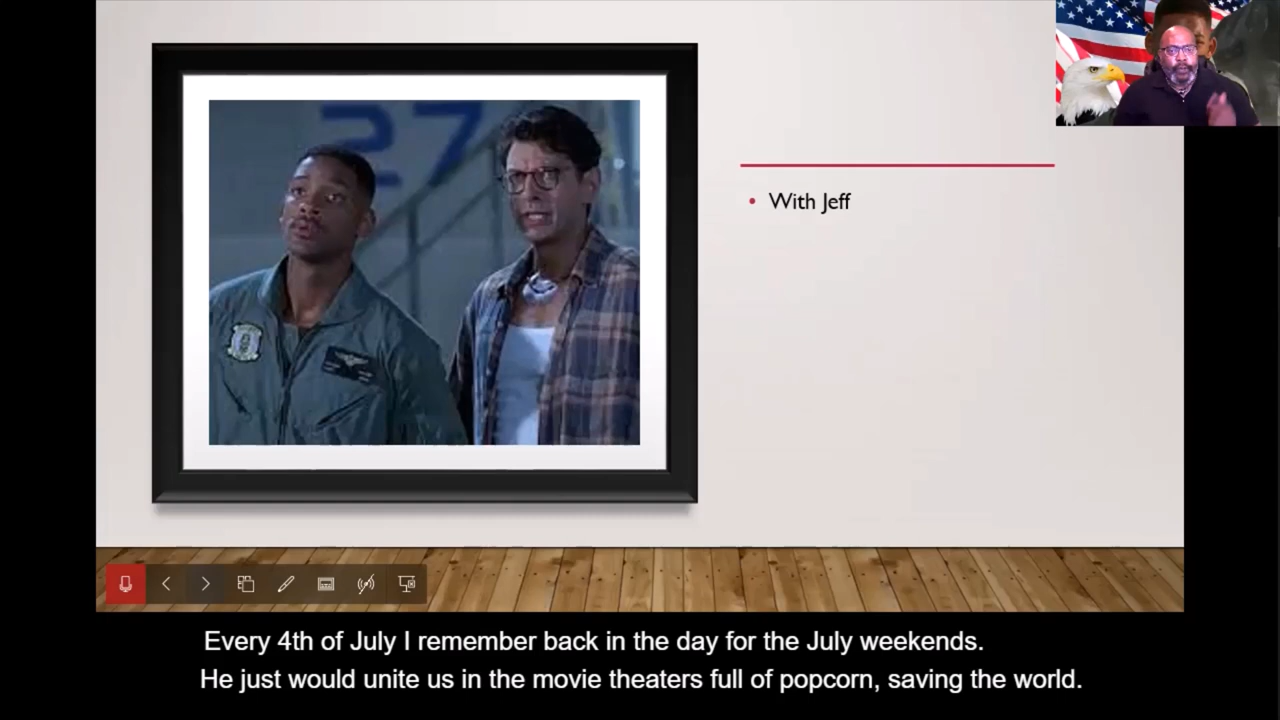 27
With Jeff
Every 4th of July I remember back in the day for the July weekends.
He just would unite us in the movie theaters full of popcorn, saving the world.